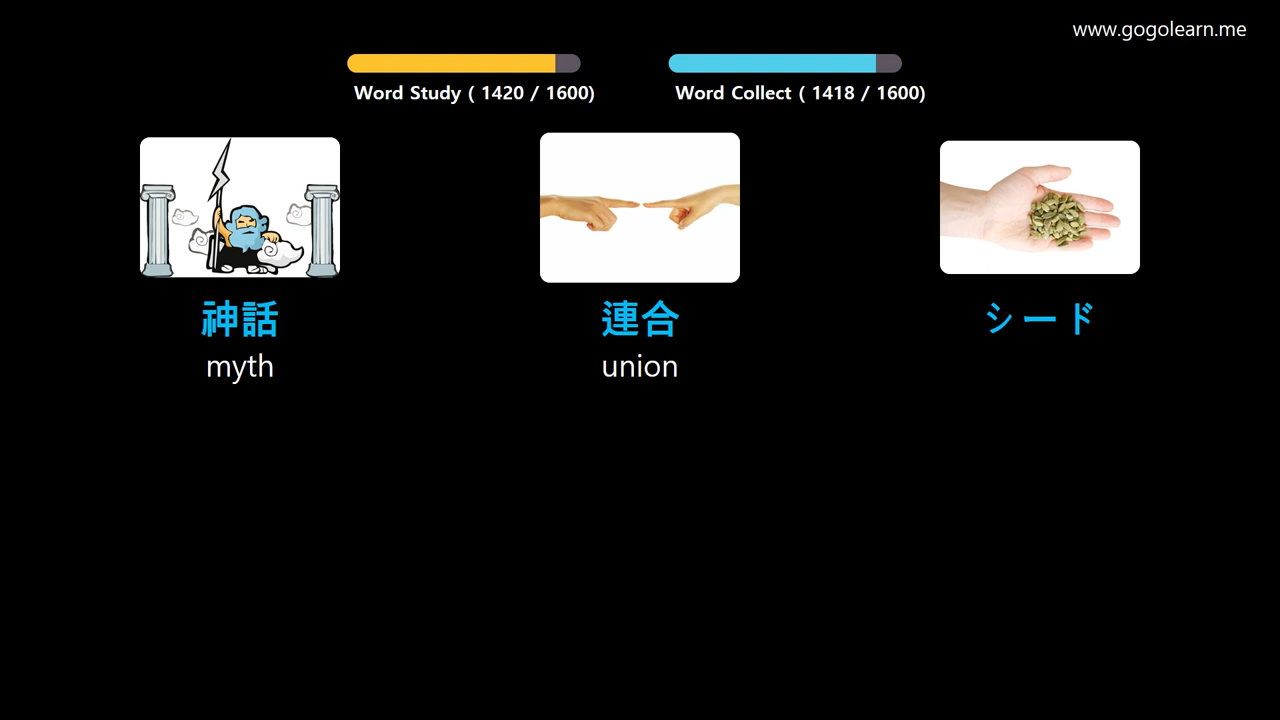 www.gogolearn.me
Word Study ( 1420 / 1600)
Word Collect ( 1418 / 1600)
神話
myth
連合
union
シード